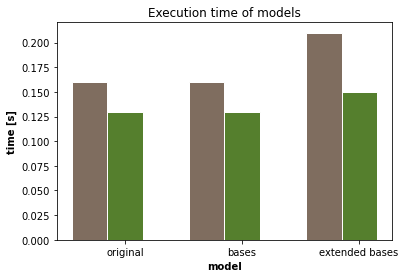 Execution time of models
time [s]
0.200
0.175
0.150
0.125
0.100
0.075
0.050
0.025
0.000
original bases extended bases
model